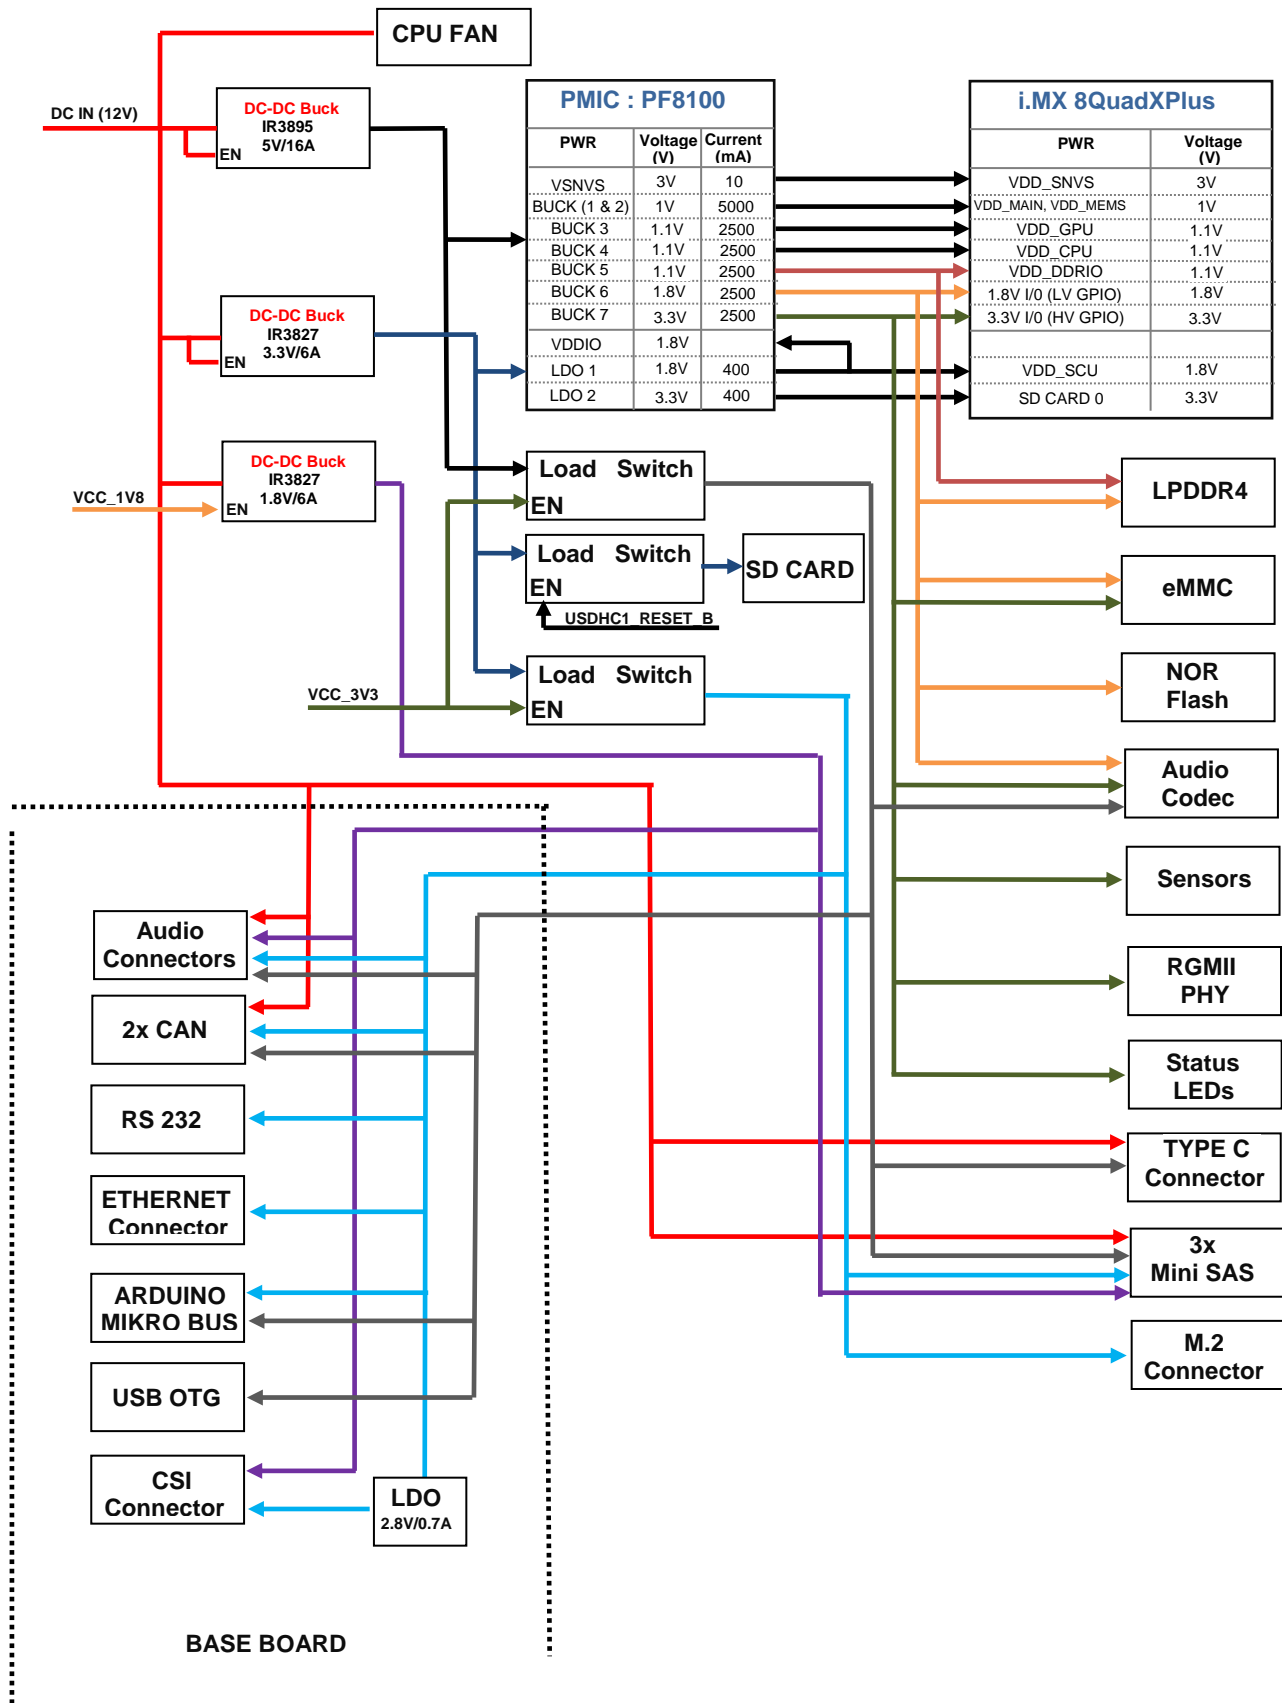 CPU FAN
DC IN (12V)
DC-DC Buck
IR3895
5V/16A
EN
PMIC : PF8100
PWR Voltage (V) Current (mA)
VSNVS 3V 10
BUCK (1 & 2) 1V 5000
BUCK 3 1.1V 2500
BUCK 4 1.1V 2500
BUCK 5 1.1V 2500
BUCK 6 1.8V 2500
BUCK 7 3.3V 2500
VDDIO 1.8V
LDO 1 1.8V 400
LDO 2 3.3V 400
i.MX 8QuadXPlus
PWR Voltage (V)
VDD_SNVS 3V
VDD_MAIN, VDD_MEMS 1V
VDD_GPU 1.1V
VDD_CPU 1.1V
VDD_DDRIO 1.1V
1.8V I/0 (LV GPIO) 1.8V
3.3V I/0 (HV GPIO) 3.3V
VDD_SCU 1.8V
SD CARD 0 3.3V
DC-DC Buck
IR3827
3.3V/6A
EN
DC-DC Buck
IR3827
1.8V/6A
EN
VCC_1V8
Load Switch
EN
Load Switch
EN
SD CARD
USDHC1_RESET_B
Load Switch
EN
VCC_3V3
LPDDR4
eMMC
NOR
Flash
Audio
Codec
Sensors
RGMII
PHY
Status
LEDs
TYPE C
Connector
3x
Mini SAS
M.2
Connector
Audio
Connectors
2x CAN
RS 232
ETHERNET
Connector
ARDUINO
MIKRO BUS
USB OTG
CSI
Connector
LDO
2.8V/0.7A
BASE BOARD